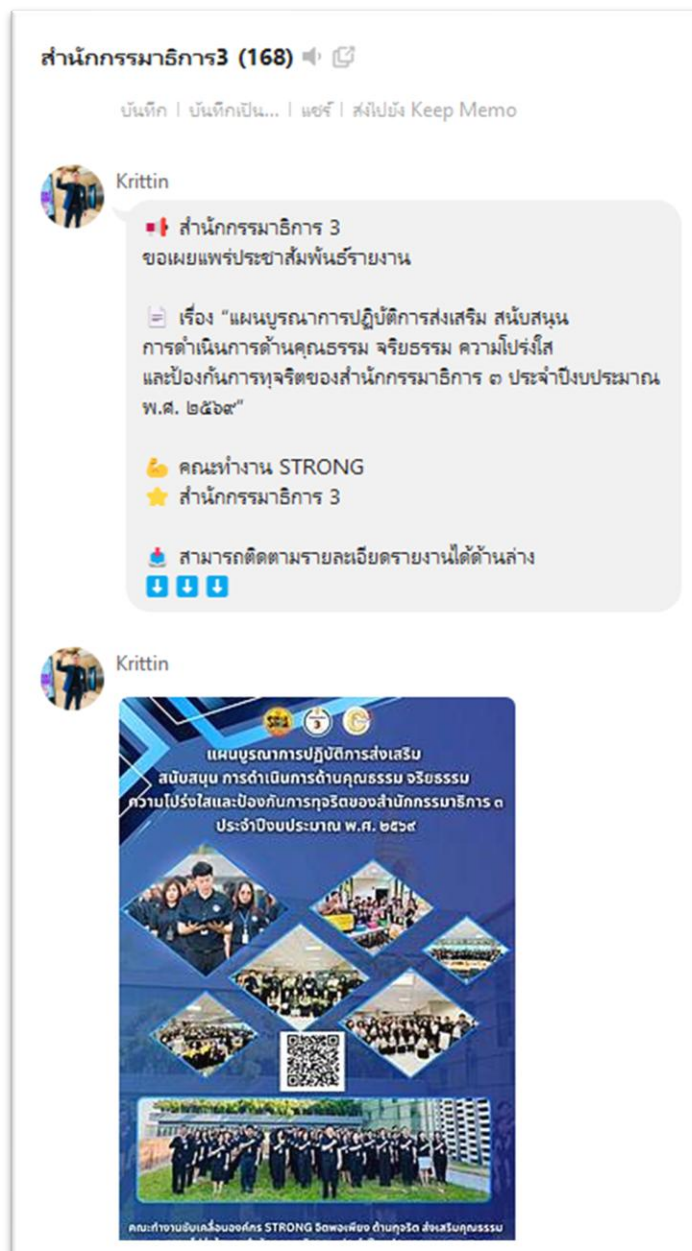 สำนักกรรมาธิการ3 (168)
บันทึก | บันทึกเป็น... | แชร์ | ส่งไปยัง Keep Memo
Krittin
สำนักกรรมาธิการ 3
ขอเผยแพร่ประชาสัมพันธ์รายงาน
เรื่อง “แผนบูรณาการปฏิบัติการส่งเสริม สนับสนุน
การดำเนินการด้านคุณธรรม จริยธรรม ความโปร่งใส
และป้องกันการทุจริตของสำนักกรรมาธิการ ๓ ประจำปีงบประมาณ
พ.ศ. ๒๕๖๙”
คณะทำงาน STRONG
สำนักกรรมาธิการ 3
สามารถติดตามรายละเอียดรายงานได้ด้านล่าง
Krittin
3
แผนบูรณาการปฏิบัติการส่งเสริม
สนับสนุน การดำเนินการด้านคุณธรรม จริยธรรม
ความโปร่งใสและป้องกันการทุจริตของสำนักกรรมาธิการ ๓
ประจำปีงบประมาณ พ.ศ. ๒๕๖๙
คณะทำงานขับเคลื่อนองค์กร STRONG จิตพอเพียง ต้านทุจริต ส่งเสริมคุณธรรม